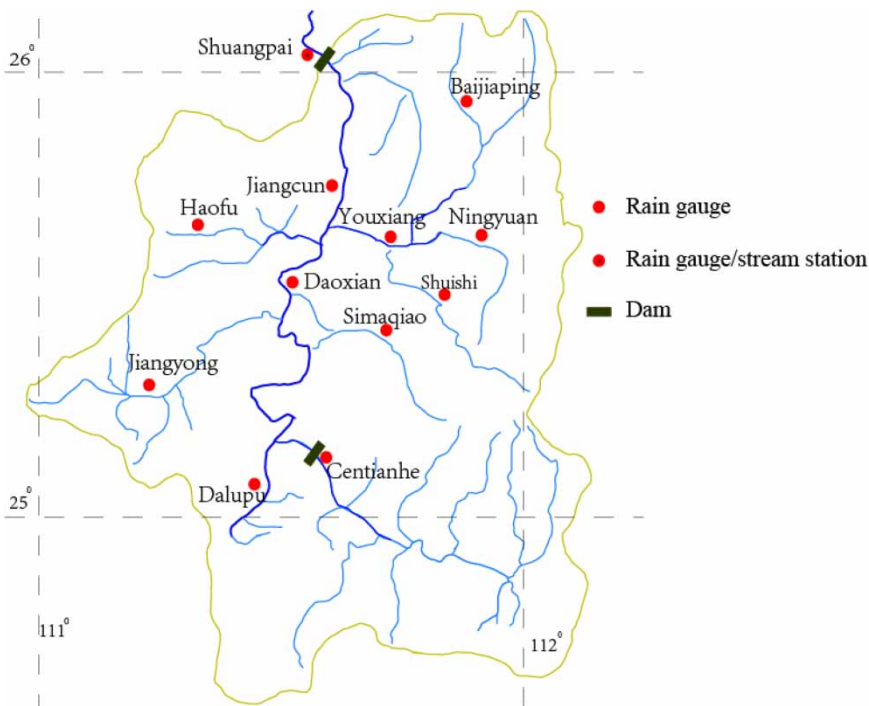 Shuangpai
26°
Baijiaping
Jiangcun
Haofu
Youxiang
Ningyuan
Rain gauge
Rain gauge/stream station
Daoxian
Shuishi
Dam
Simaqiao
Jiangyong
Centianhe
Dalupu
25°
111°
112°